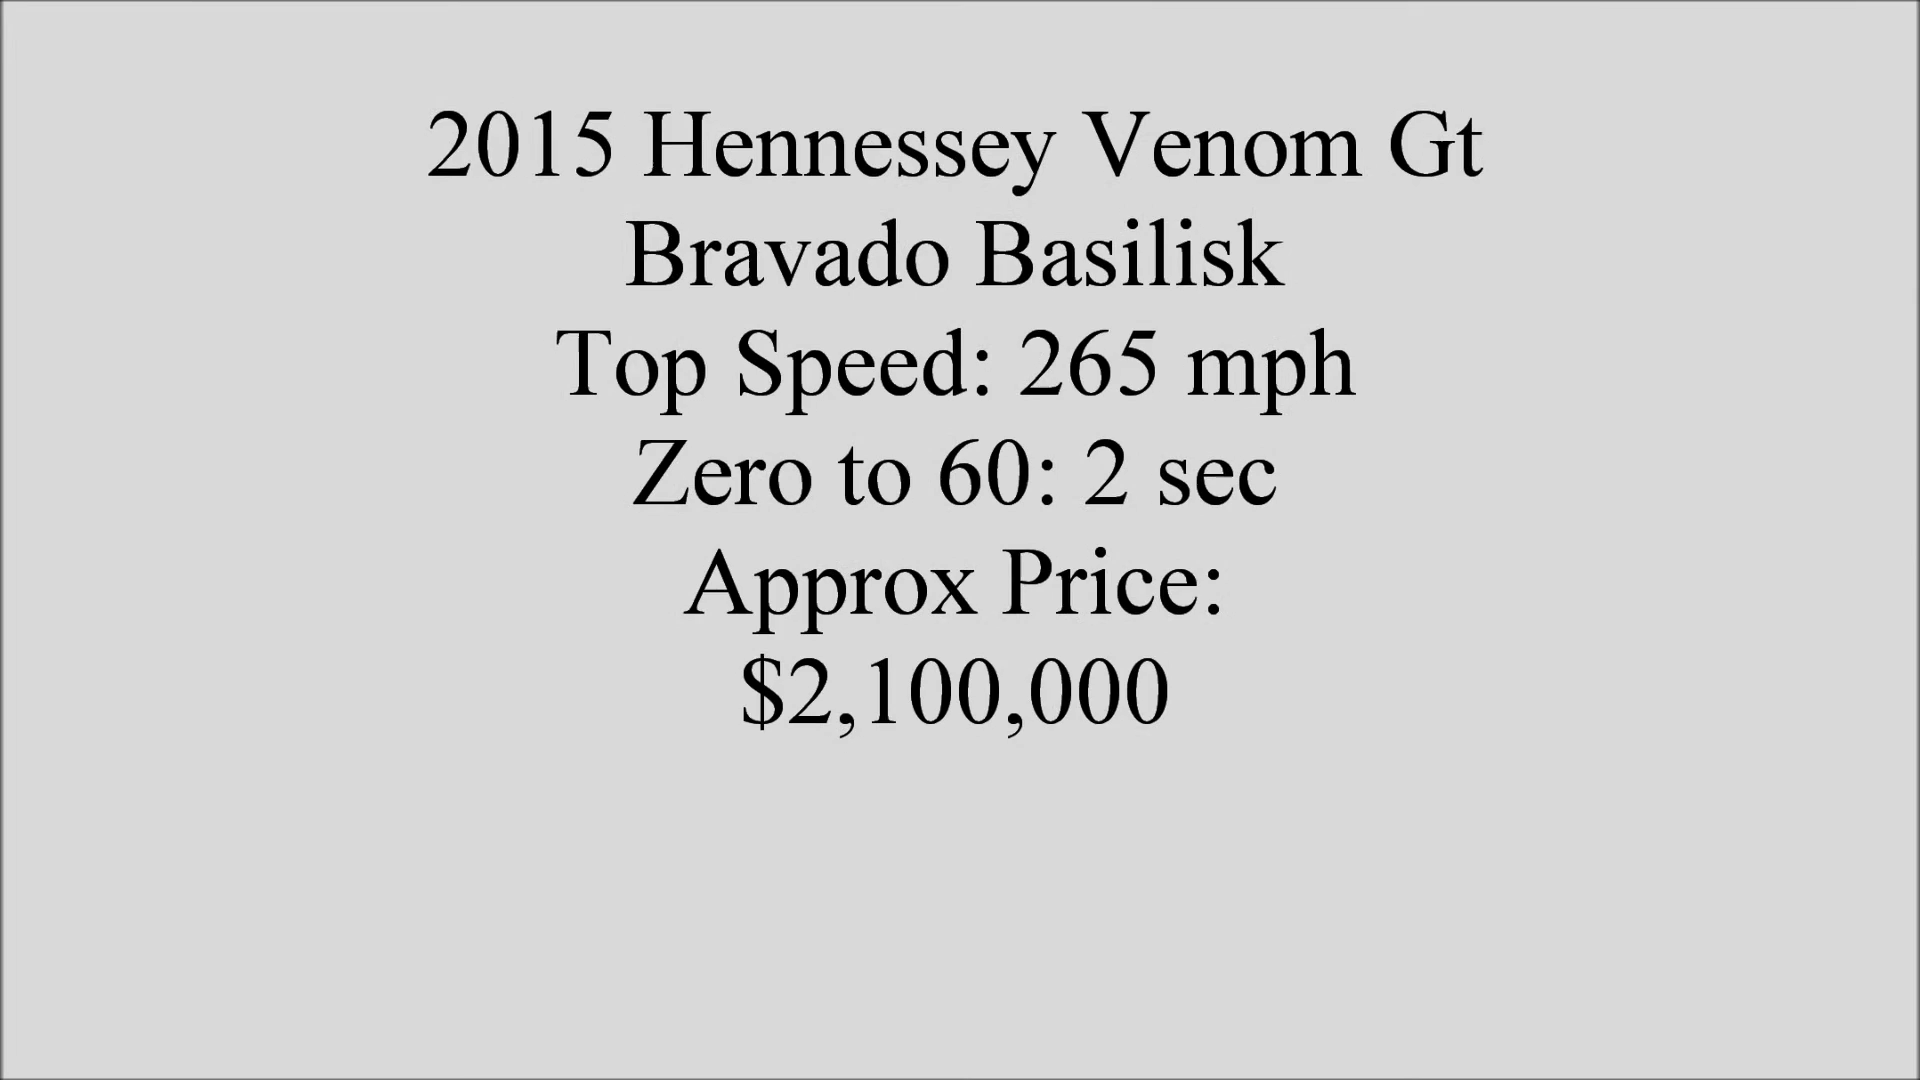 2015 Hennessey Venom Gt
Bravado Basilisk
Top Speed: 265 mph
Zero to 60: 2 sec
Approx Price:
$2,100,000